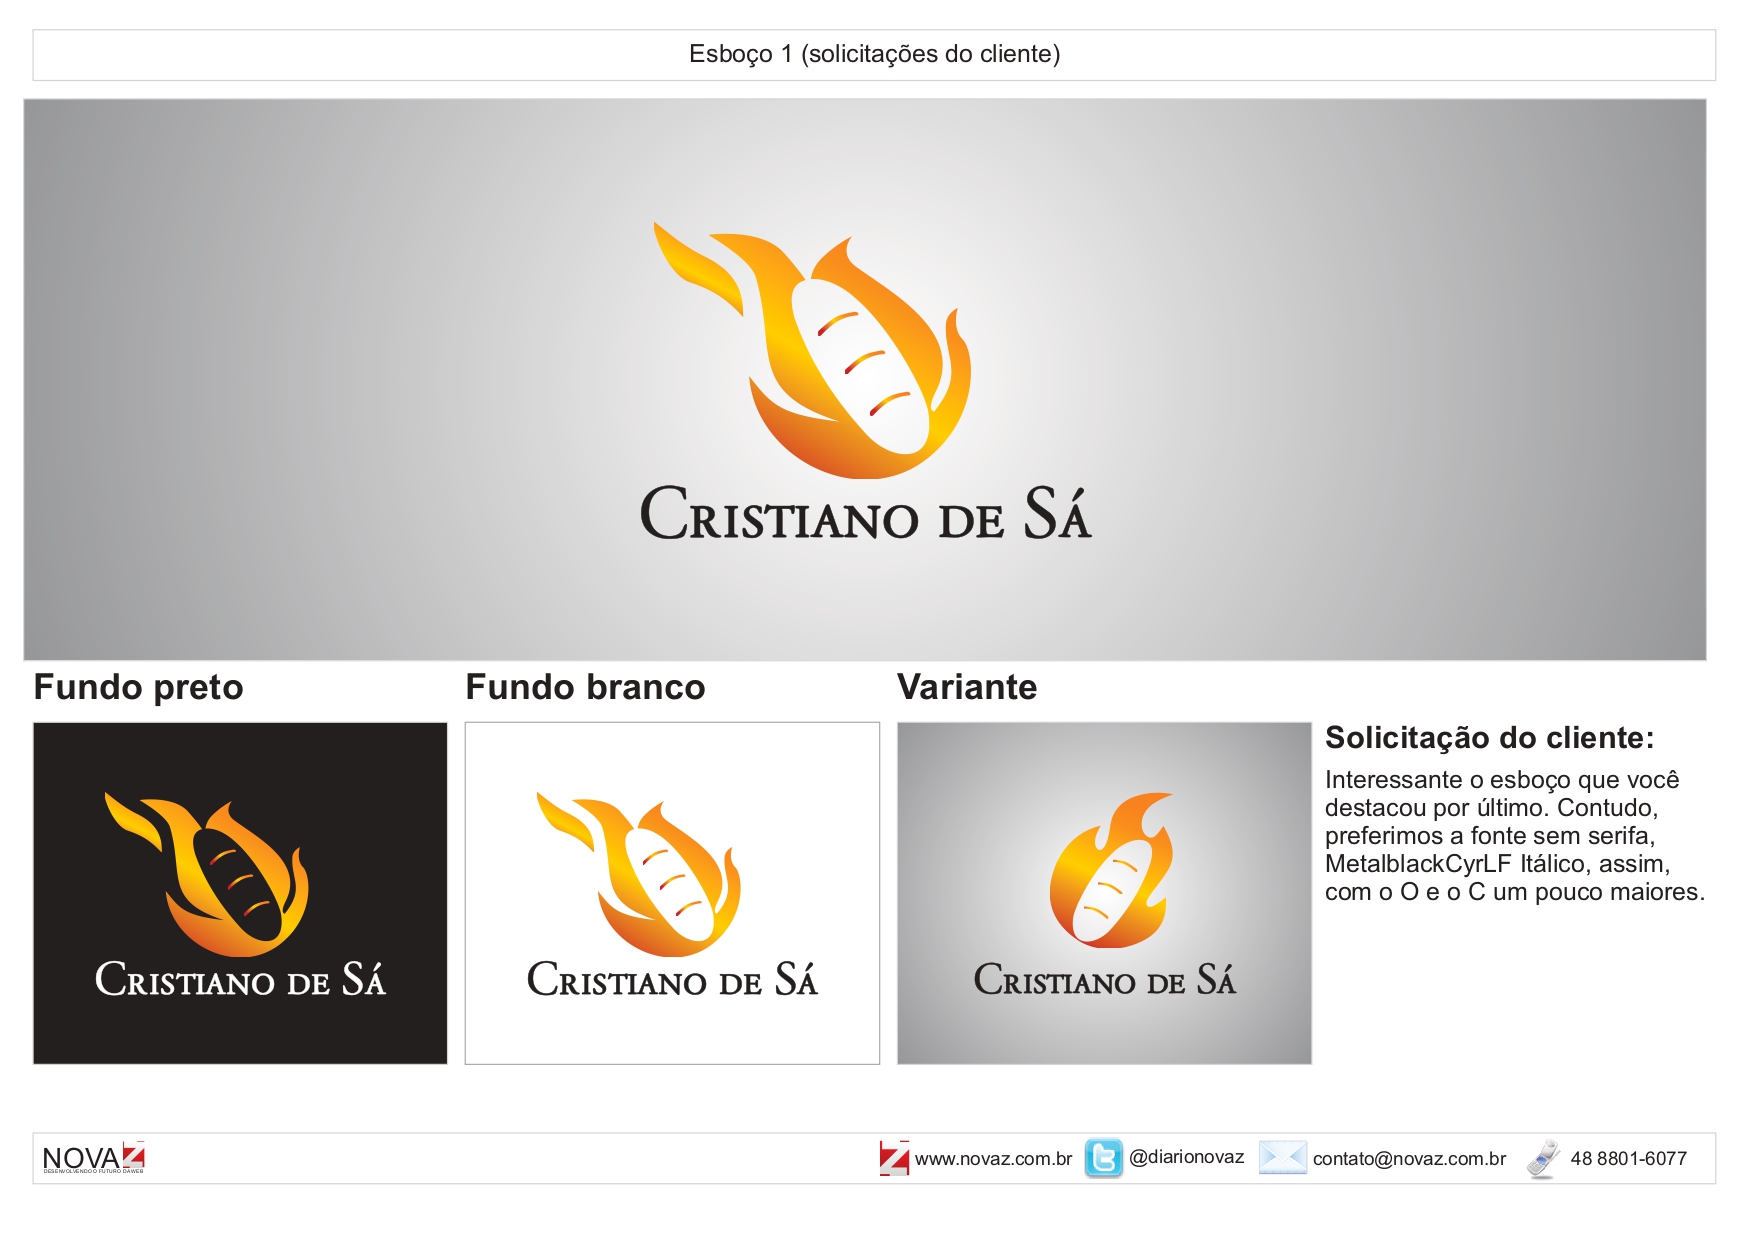 Esboço 1 (solicitações do cliente)
Cristiano de Sá
Fundo preto
Fundo branco
Variante
Cristiano de Sá
Cristiano de Sá
Cristiano de Sá
Solicitação do cliente:
Interessante o esboço que você
destacou por último. Contudo,
preferimos a fonte sem serifa,
MetalblackCyrLF Itálico, assim,
com o O e o C um pouco maiores.
NOVAZ
DESENVOLVENDO O FUTURO DA WEB
www.novaz.com.br
@diarionovaz
contato@novaz.com.br
48 8801-6077